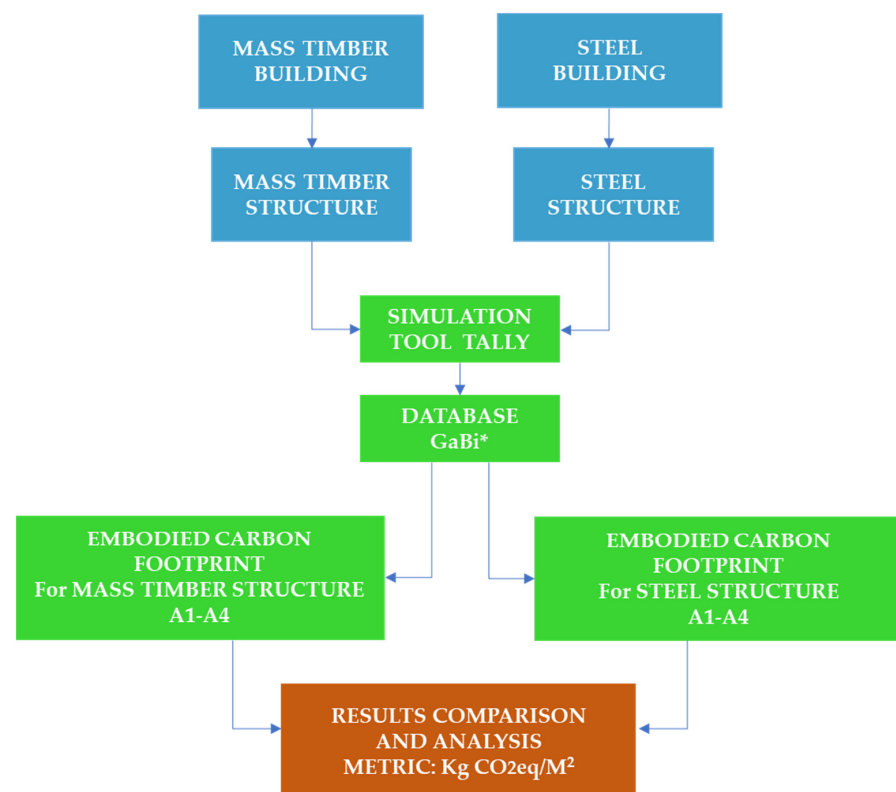 MASS TIMBER
BUILDING
STEEL
BUILDING
MASS TIMBER
STRUCTURE
STEEL
STRUCTURE
SIMULATION
TOOL TALLY
DATABASE
GaBi*
EMBODIED CARBON
FOOTPRINT
For MASS TIMBER STRUCTURE
A1-A4
EMBODIED CARBON
FOOTPRINT
For STEEL STRUCTURE
A1-A4
RESULTS COMPARISON
AND ANALYSIS
METRIC: Kg CO2eq/M²